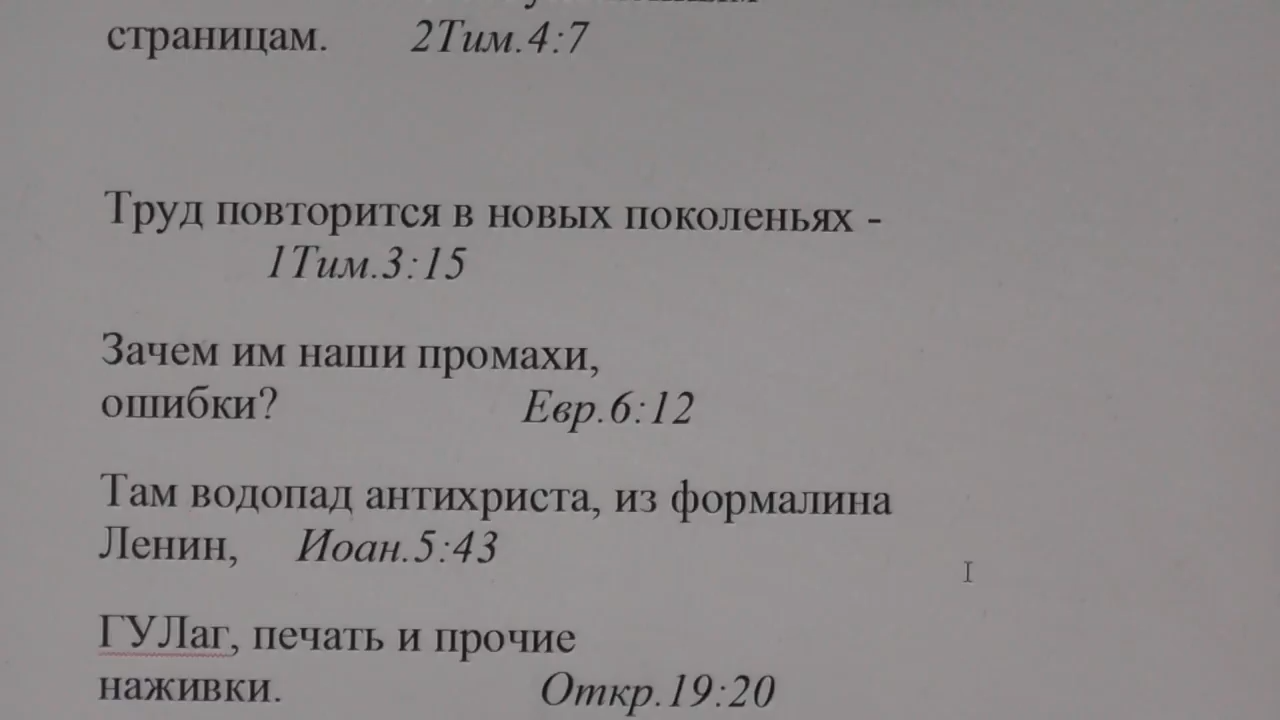 страницам. 2Тим.4:7
Труд повторится в новых поколеньях -
1Тим.3:15
Зачем им наши промахи,
ошибки? Евр.6:12
Там водопад антихриста, из формалина
Ленин, Иоан.5:43
ГУЛаг, печать и прочие
наживки. Откр.19:20